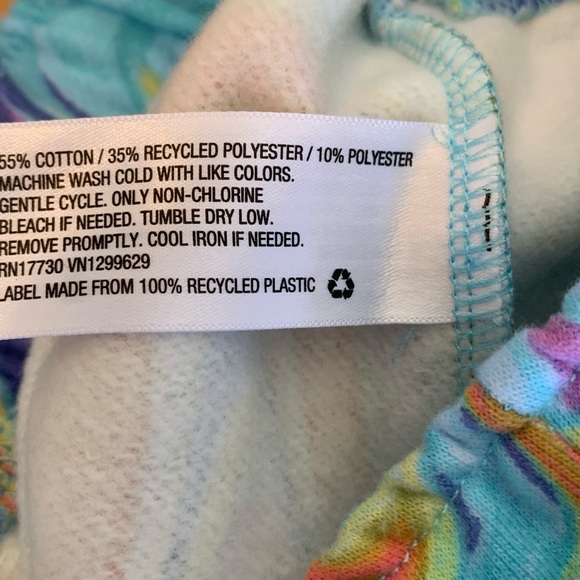 55% COTTON / 35% RECYCLED POLYESTER / 10% POLYESTER
MACHINE WASH COLD WITH LIKE COLORS.
GENTLE CYCLE. ONLY NON-CHLORINE
BLEACH IF NEEDED. TUMBLE DRY LOW.
REMOVE PROMPTLY. COOL IRON IF NEEDED.
RN17730 VN1299629
LABEL MADE FROM 100% RECYCLED PLASTIC